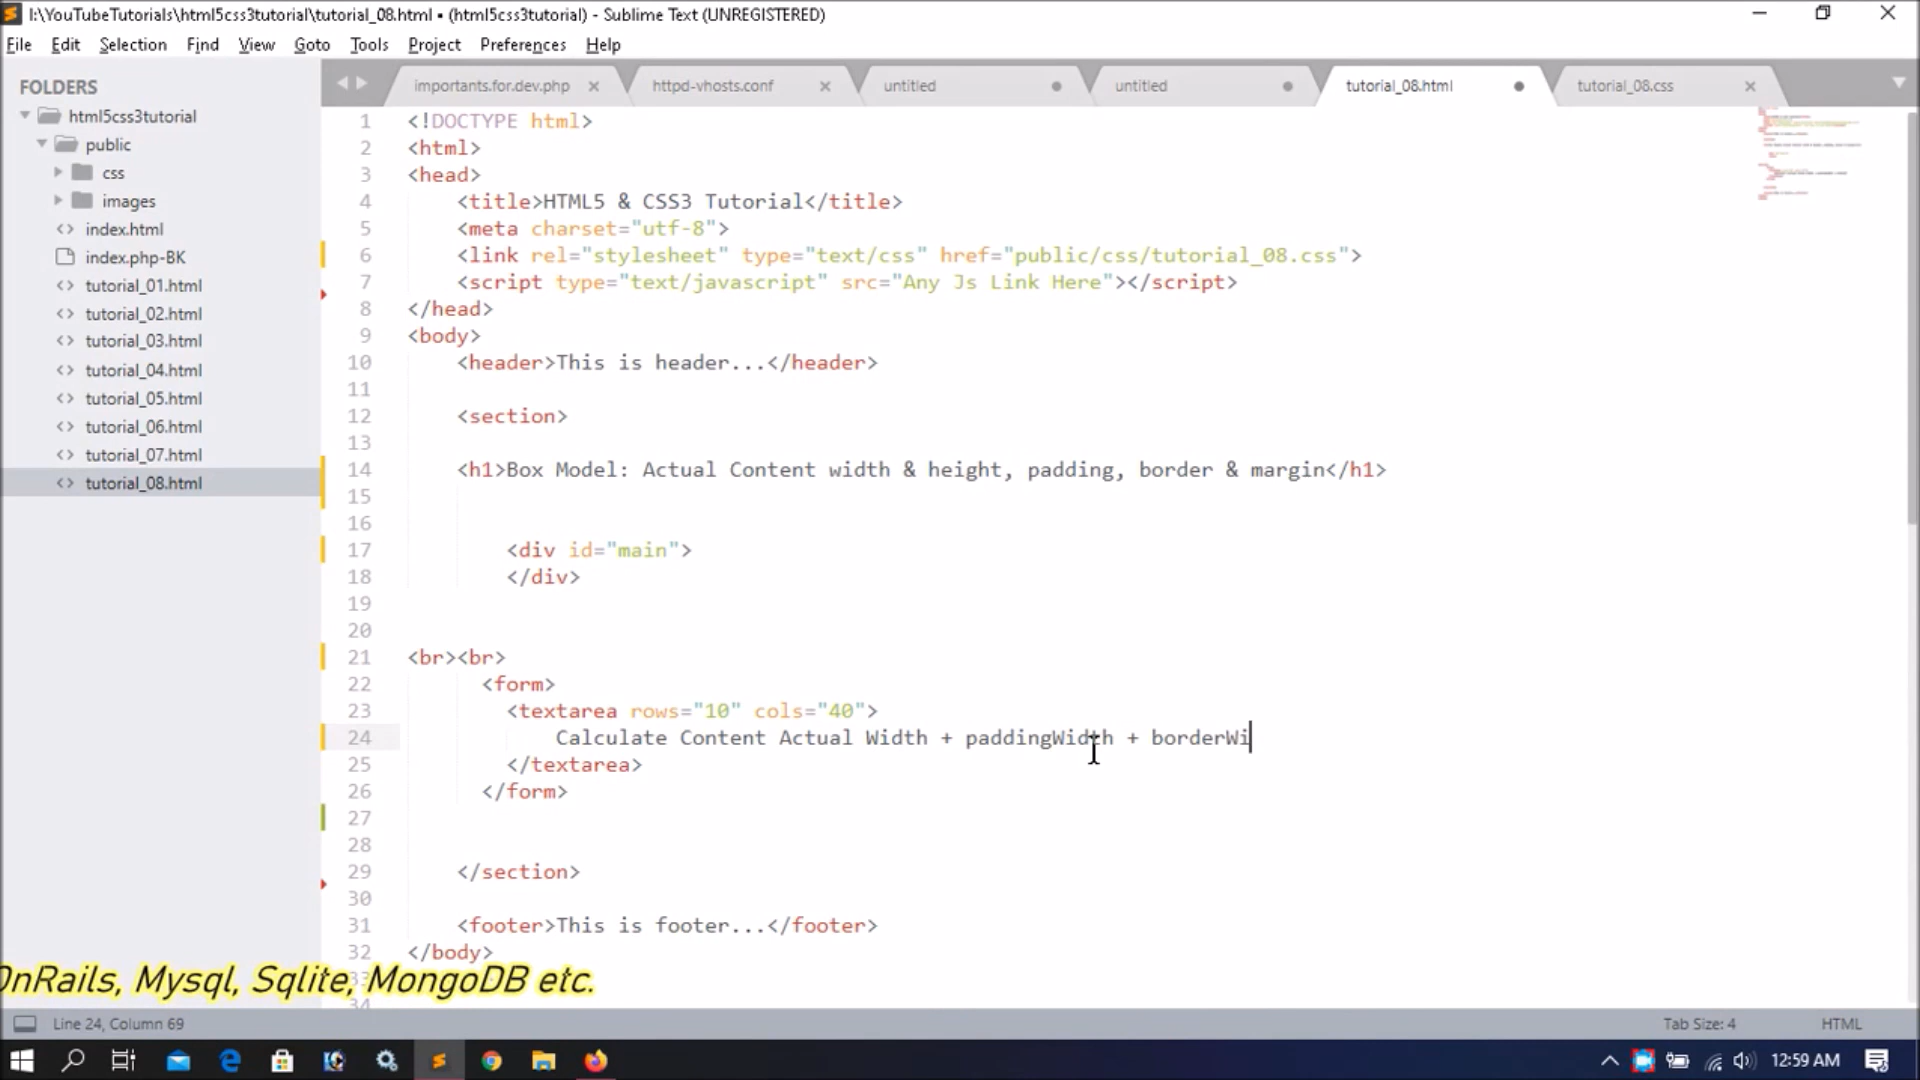 I:\YouTubeTutorials\html5css3tutorial\tutorial_08.html • (html5css3tutorial) - Sublime Text (UNREGISTERED)
File Edit Selection Find View Goto Tools Project Preferences Help
FOLDERS
html5css3tutorial
public
css
images
index.html
index.php-BK
tutorial_01.html
tutorial_02.html
tutorial_03.html
tutorial_04.html
tutorial_05.html
tutorial_06.html
tutorial_07.html
tutorial_08.html
importants.for.dev.php httpd-vhosts.conf untitled untitled tutorial_08.html tutorial_08.css
1 <!DOCTYPE html>
2 <html>
3 <head>
4 <title>HTML5 & CSS3 Tutorial</title>
5 <meta charset="utf-8">
6 <link rel="stylesheet" type="text/css" href="public/css/tutorial_08.css">
7 <script type="text/javascript" src="Any Js Link Here"></script>
8 </head>
9 <body>
10 <header>This is header...</header>
11
12 <section>
13
14 <h1>Box Model: Actual Content width & height, padding, border & margin</h1>
15
16
17 <div id="main">
18 </div>
19
20
21 <br><br>
22 <form>
23 <textarea rows="10" cols="40">
24 Calculate Content Actual Width + paddingWidth + borderWi
25 </textarea>
26 </form>
27
28
29 </section>
30
31 <footer>This is footer...</footer>
32 </body>
OnRails, Mysql, Sqlite, MongoDB etc.
34
Line 24, Column 69 Tab Size: 4 HTML
12:59 AM